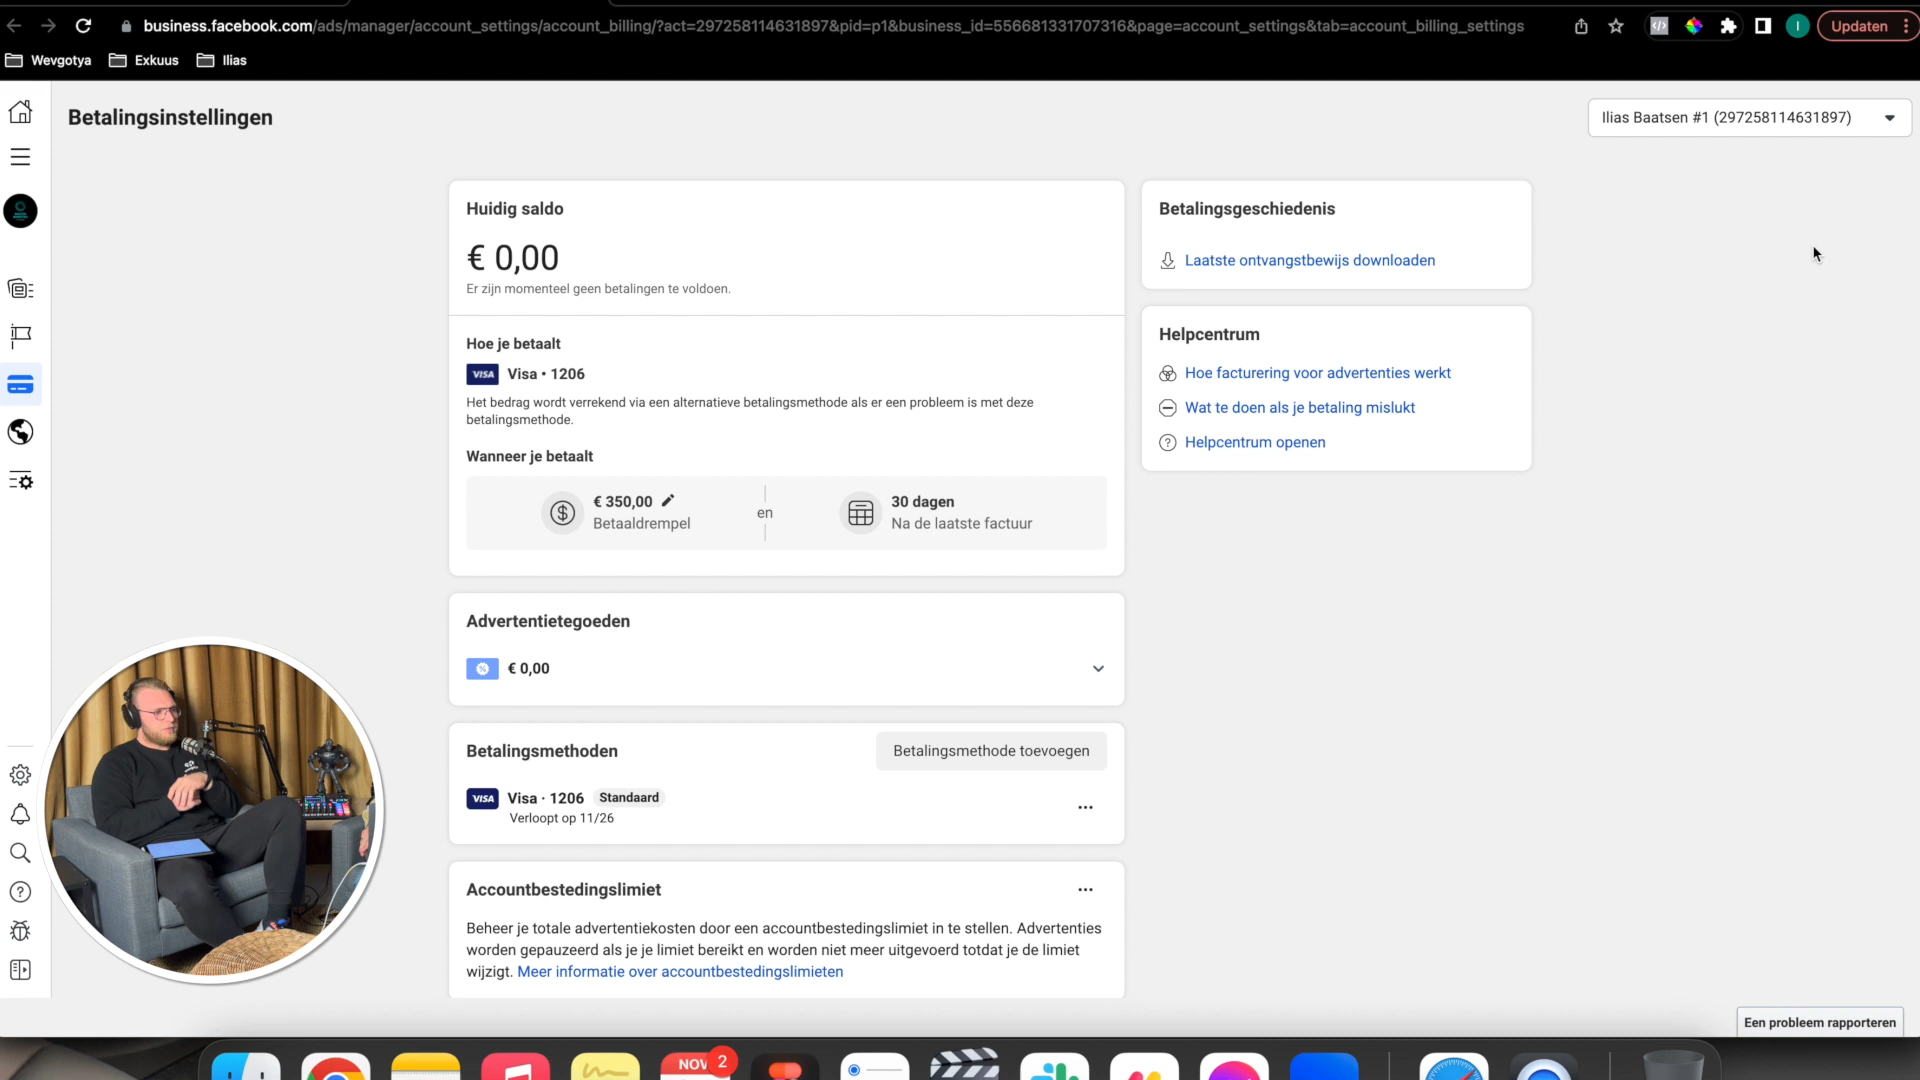 business.facebook.com/ads/manager/account_settings/account_billing/?act=297258114631897&pid=p1&business_id=556681331707316&page=account_settings&tab=account_billing_settings
I
Updaten
Wevgotya
Exkuus
Ilias
Betalingsinstellingen
Ilias Baatsen #1 (297258114631897)
Huidig saldo
€ 0,00
Er zijn momenteel geen betalingen te voldoen.
Hoe je betaalt
VISA
Visa • 1206
Het bedrag wordt verrekend via een alternatieve betalingsmethode als er een probleem is met deze
betalingsmethode.
Wanneer je betaalt
€ 350,00
Betaaldrempel
en
30 dagen
Na de laatste factuur
Advertentietegoeden
€ 0,00
Betalingsmethoden
Betalingsmethode toevoegen
VISA
Visa · 1206
Standaard
Verloopt op 11/26
Accountbestedingslimiet
Beheer je totale advertentiekosten door een accountbestedingslimiet in te stellen. Advertenties
worden gepauzeerd als je je limiet bereikt en worden niet meer uitgevoerd totdat je de limiet
wijzigt. Meer informatie over accountbestedingslimieten
Betalingsgeschiedenis
Laatste ontvangstbewijs downloaden
Helpcentrum
Hoe facturering voor advertenties werkt
Wat te doen als je betaling mislukt
Helpcentrum openen
Een probleem rapporteren
NOV
2